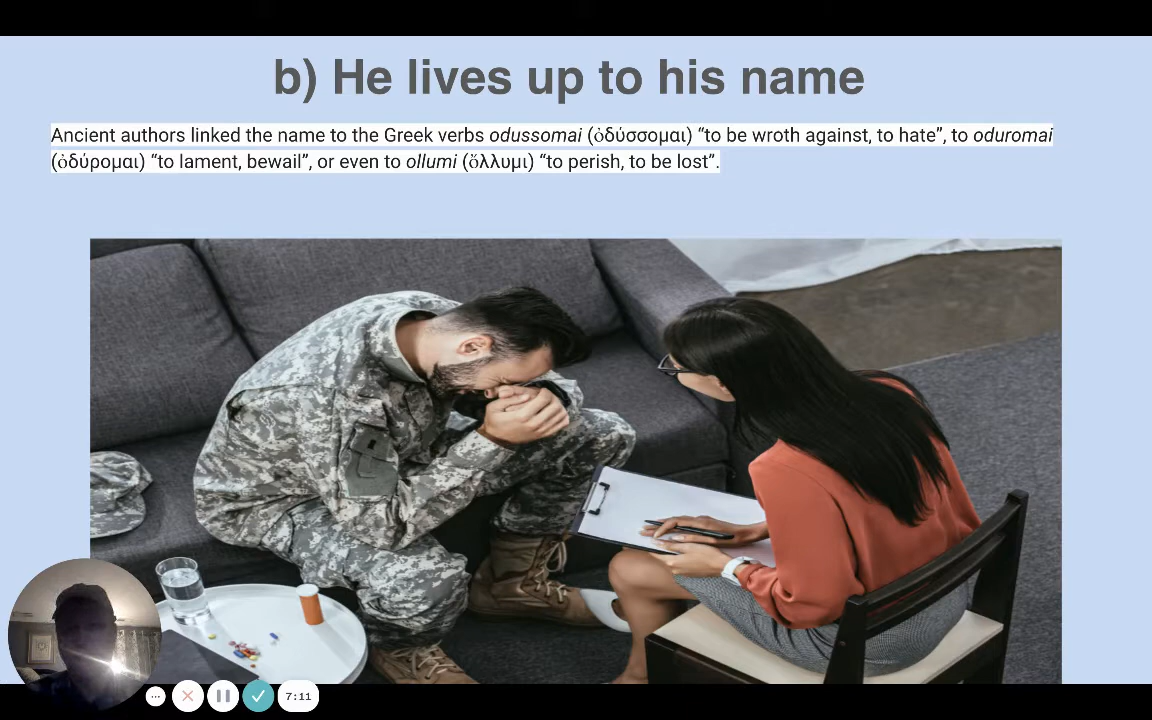 b) He lives up to his name
Ancient authors linked the name to the Greek verbs odussomai (ὀδύσσομαι) “to be wroth against, to hate”, to oduromai
(ὀδύρομαι) “to lament, bewail”, or even to ollumi (ὄλλυμι) “to perish, to be lost”.
7:11